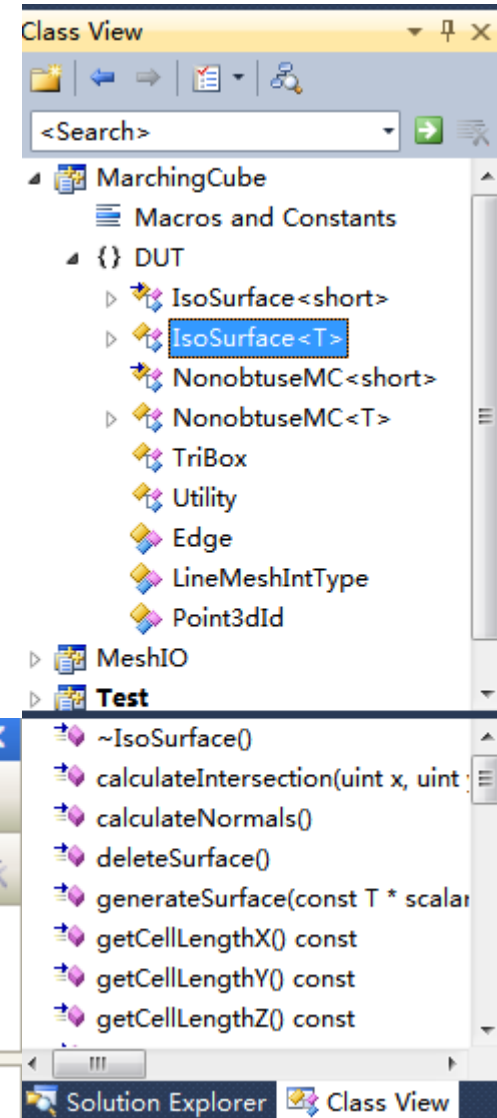 Class View
<Search>
MarchingCube
Macros and Constants
{} DUT
IsoSurface<short>
IsoSurface<T>
NonobtuseMC<short>
NonobtuseMC<T>
TriBox
Utility
Edge
LineMeshIntType
Point3dId
MeshIO
Test
~IsoSurface()
calculateIntersection(uint x, uint
calculateNormals()
deleteSurface()
generateSurface(const T * scalar
getCellLengthX() const
getCellLengthY() const
getCellLengthZ() const
Solution Explorer Class View